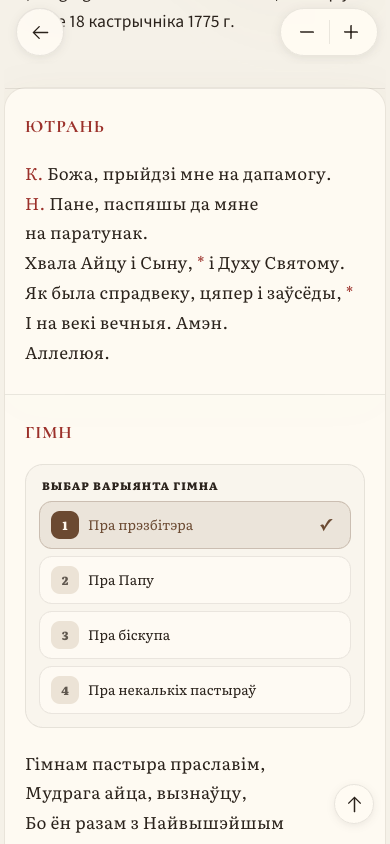 е 18 кастрычніка 1775 г.
ЮТРАНЬ
К. Божа, прыйдзі мне на дапамогу.
Н. Пане, паспяшы да мяне
на паратунак.
Хвала Айцу і Сыну, * і Духу Святому.
Як была спрадвеку, цяпер і заўсёды, *
І на векі вечныя. Амэн.
Аллелюя.
ГІМН
ВЫБАР ВАРЫЯНТА ГІМНА
1 Пра прэзбітэра ✓
2 Пра Папу
3 Пра біскупа
4 Пра некалькіх пастыраў
Гімнам пастыра праславім,
Мудрага айца, вызнаўцу,
Бо ён разам з Найвышэйшым